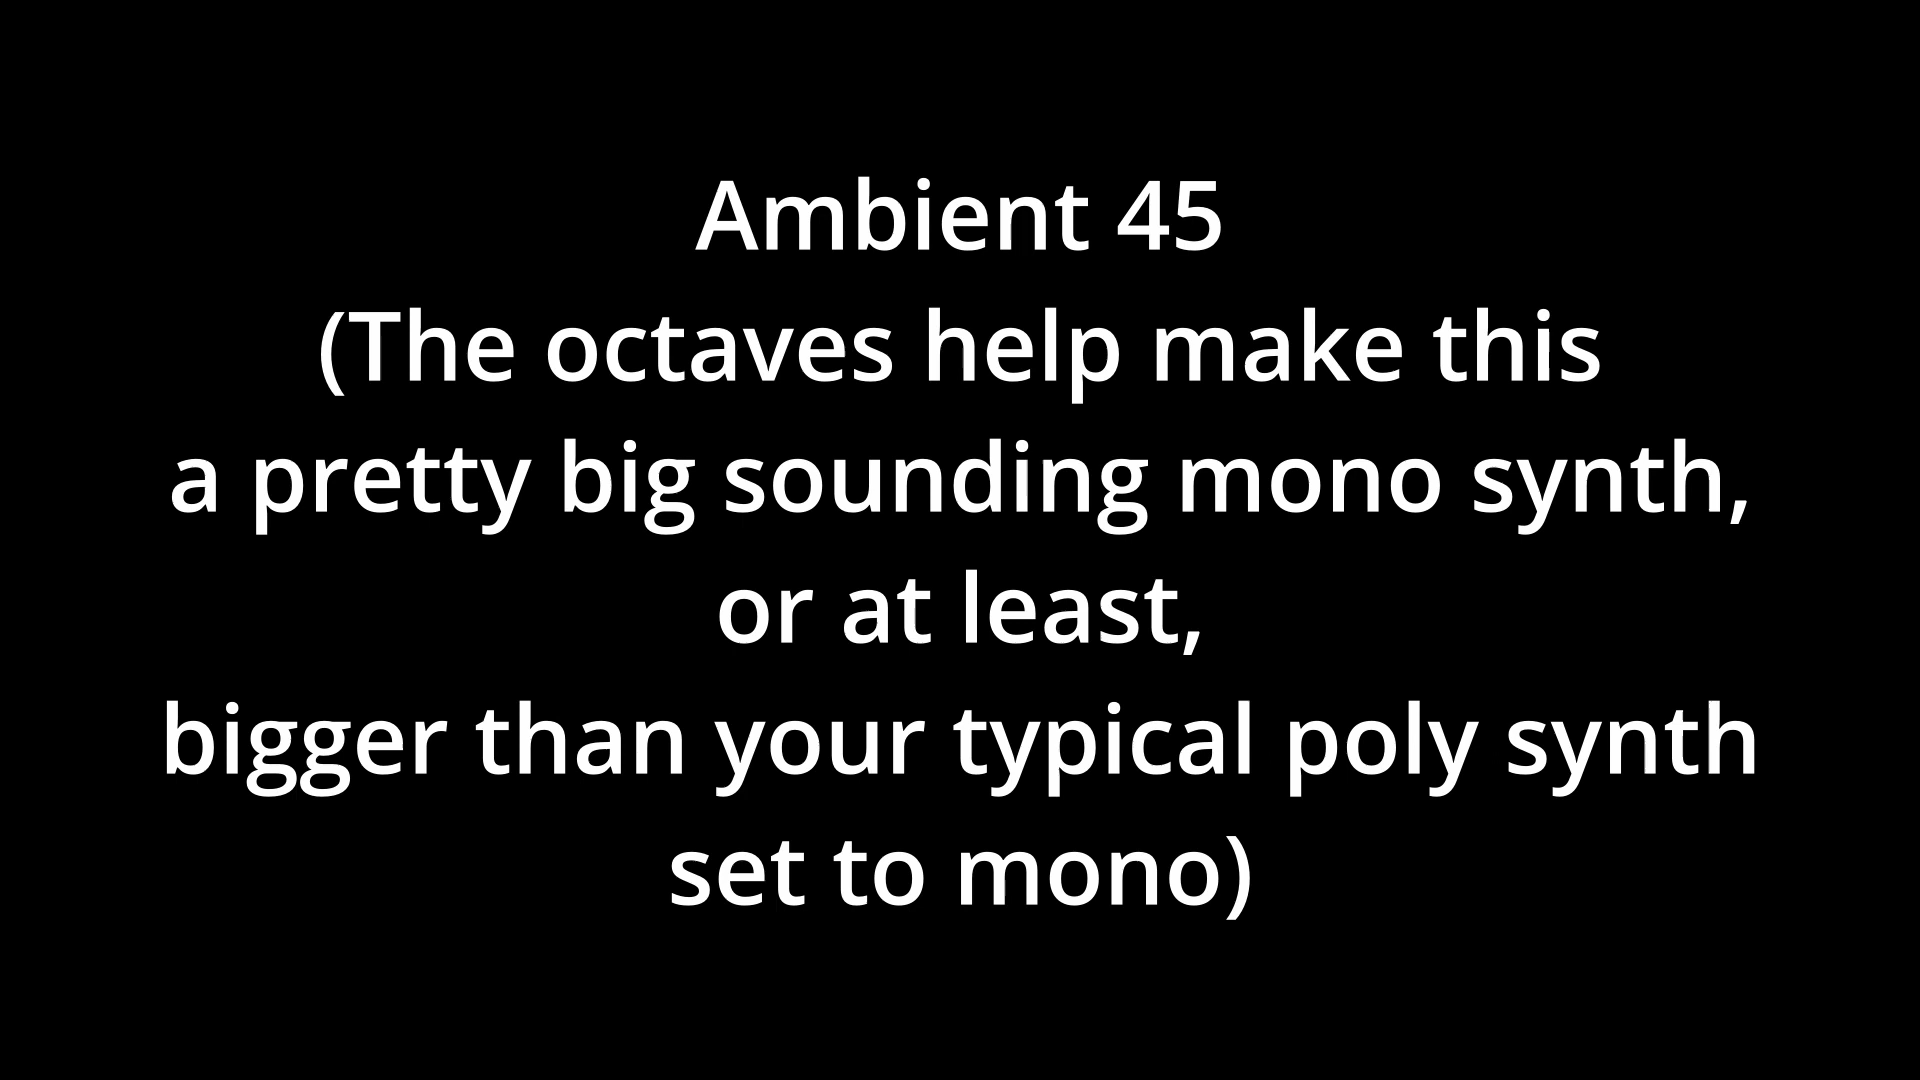 Ambient 45
(The octaves help make this
a pretty big sounding mono synth,
or at least,
bigger than your typical poly synth
set to mono)